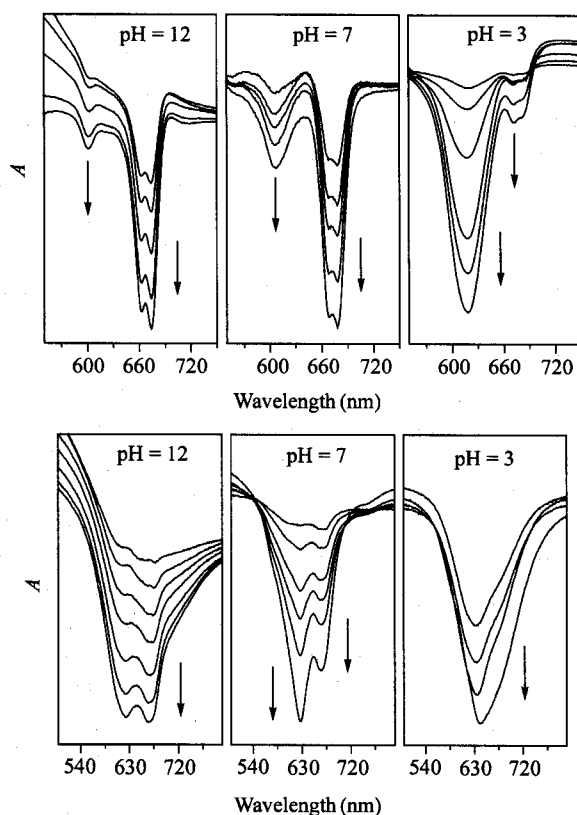 pH = 12 pH = 7 pH = 3
A
600 660 720 600 660 720 600 660 720
Wavelength (nm)
pH = 12 pH = 7 pH = 3
A
540 630 720 540 630 720 540 630 720
Wavelength (nm)